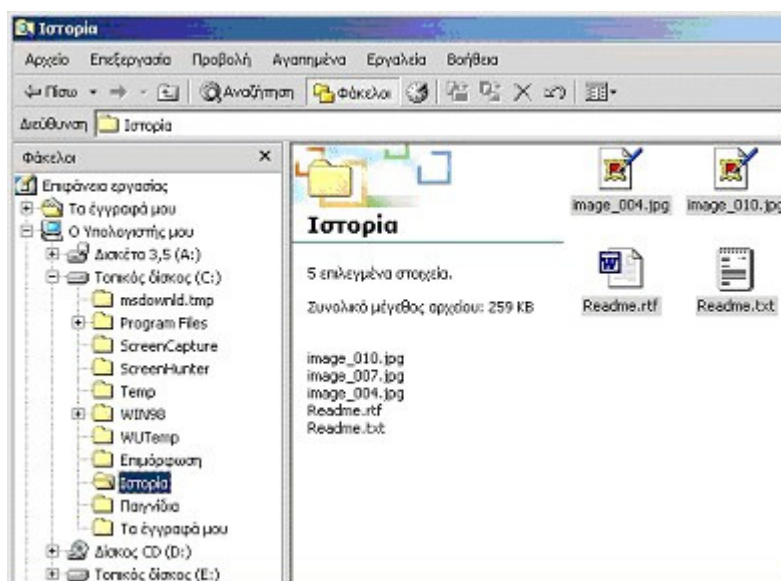 Ιστορία
Αρχείο Επεξεργασία Προβολή Αγαπημένα Εργαλεία Βοήθεια
Πίσω Αναζήτηση Φάκελοι
Διεύθυνση Ιστορία
Φάκελοι
Επιφάνεια εργασίας
Τα έγγραφά μου
Ο Υπολογιστής μου
Δισκέτα 3,5 (A:)
Τοπικός δίσκος (C:)
msdownld.tmp
Program Files
ScreenCapture
ScreenHunter
Temp
WIN98
WUTemp
Επιμόρφωση
Ιστορία
Παιγνίδια
Τα έγγραφά μου
Δίσκος CD (D:)
Τοπικός δίσκος (E:)
Ιστορία
5 επιλεγμένα στοιχεία.
Συνολικό μέγεθος αρχείου: 259 KB
image_010.jpg
image_007.jpg
image_004.jpg
Readme.rtf
Readme.txt
image_004.jpg image_010.jpg
Readme.rtf Readme.txt